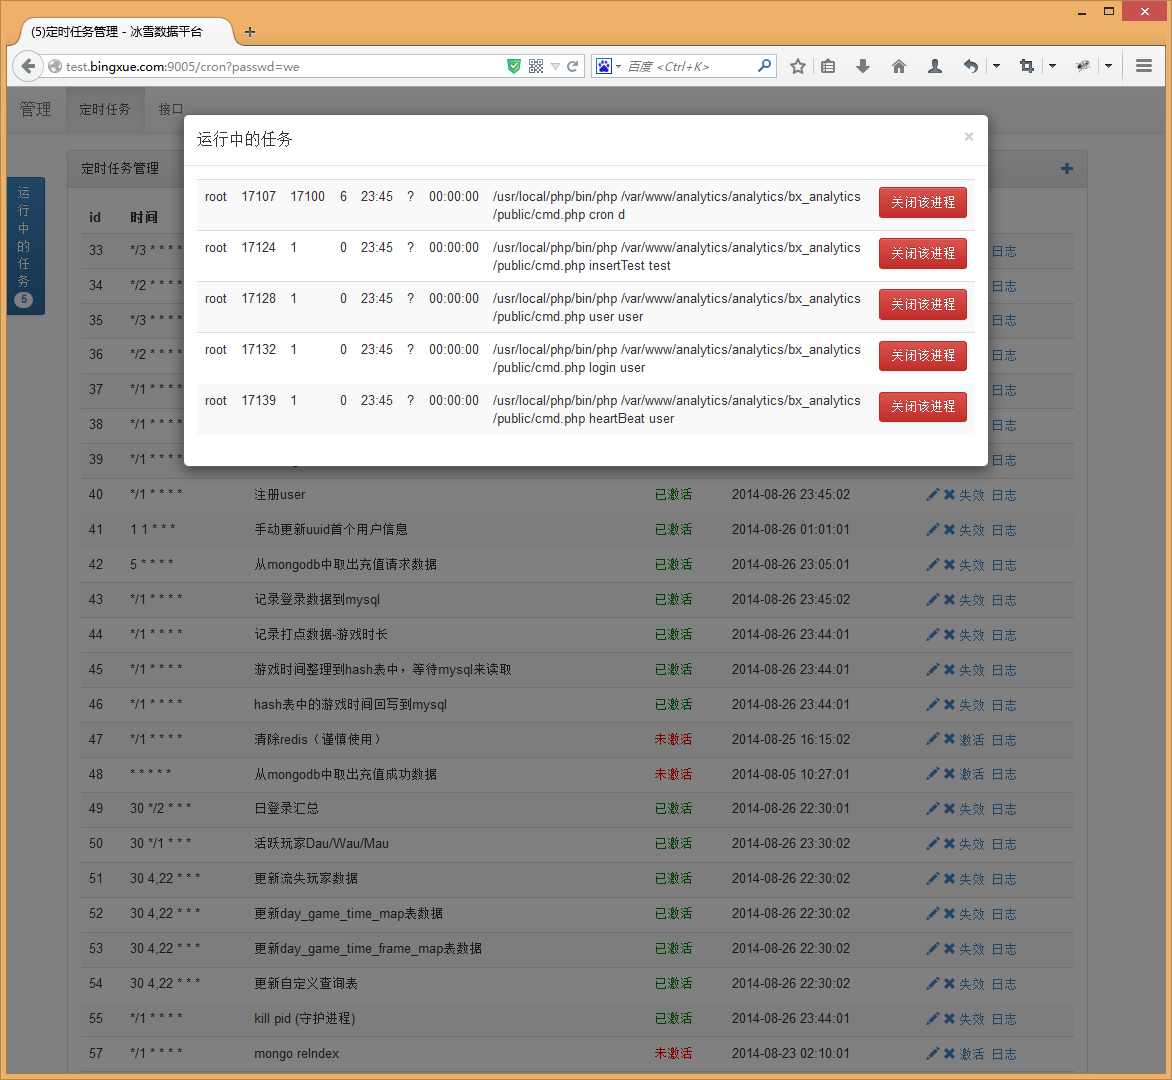 (5)定时任务管理 - 冰雪数据平台
test.bingxue.com:9005/cron?passwd=we
百度 <Ctrl+K>
管理 定时任务 接口
运行中的任务 ×
root 17107 17100 6 23:45 ? 00:00:00 /usr/local/php/bin/php /var/www/analytics/analytics/bx_analytics
/public/cmd.php cron d
关闭该进程
root 17124 1 0 23:45 ? 00:00:00 /usr/local/php/bin/php /var/www/analytics/analytics/bx_analytics
/public/cmd.php insertTest test
关闭该进程
root 17128 1 0 23:45 ? 00:00:00 /usr/local/php/bin/php /var/www/analytics/analytics/bx_analytics
/public/cmd.php user user
关闭该进程
root 17132 1 0 23:45 ? 00:00:00 /usr/local/php/bin/php /var/www/analytics/analytics/bx_analytics
/public/cmd.php login user
关闭该进程
root 17139 1 0 23:45 ? 00:00:00 /usr/local/php/bin/php /var/www/analytics/analytics/bx_analytics
/public/cmd.php heartBeat user
关闭该进程
运
行
中
的
任
务
5
定时任务管理
id 时间
33 */3 * * * * 日志
34 */2 * * * * 日志
35 */3 * * * * 日志
36 */2 * * * * 日志
37 */1 * * * * 日志
38 */1 * * * * 日志
39 */1 * * * * 日志
40 */1 * * * * 注册user 已激活 2014-08-26 23:45:02 失效 日志
41 1 1 * * * 手动更新uuid首个用户信息 已激活 2014-08-26 01:01:01 失效 日志
42 5 * * * * 从mongodb中取出充值请求数据 已激活 2014-08-26 23:05:01 失效 日志
43 */1 * * * * 记录登录数据到mysql 已激活 2014-08-26 23:45:02 失效 日志
44 */1 * * * * 记录打点数据-游戏时长 已激活 2014-08-26 23:44:01 失效 日志
45 */1 * * * * 游戏时间整理到hash表中，等待mysql来读取 已激活 2014-08-26 23:44:01 失效 日志
46 */1 * * * * hash表中的游戏时间回写到mysql 已激活 2014-08-26 23:44:01 失效 日志
47 */1 * * * * 清除redis（谨慎使用） 未激活 2014-08-25 16:15:02 激活 日志
48 * * * * * 从mongodb中取出充值成功数据 未激活 2014-08-05 10:27:01 激活 日志
49 30 */2 * * * 日登录汇总 已激活 2014-08-26 22:30:01 失效 日志
50 30 */1 * * * 活跃玩家Dau/Wau/Mau 已激活 2014-08-26 23:30:02 失效 日志
51 30 4,22 * * * 更新流失玩家数据 已激活 2014-08-26 22:30:02 失效 日志
52 30 4,22 * * * 更新day_game_time_map表数据 已激活 2014-08-26 22:30:02 失效 日志
53 30 4,22 * * * 更新day_game_time_frame_map表数据 已激活 2014-08-26 22:30:02 失效 日志
54 30 4,22 * * * 更新自定义查询表 已激活 2014-08-26 22:30:02 失效 日志
55 */1 * * * * kill pid (守护进程) 已激活 2014-08-26 23:44:01 失效 日志
57 */1 * * * * mongo reIndex 未激活 2014-08-23 02:10:01 激活 日志